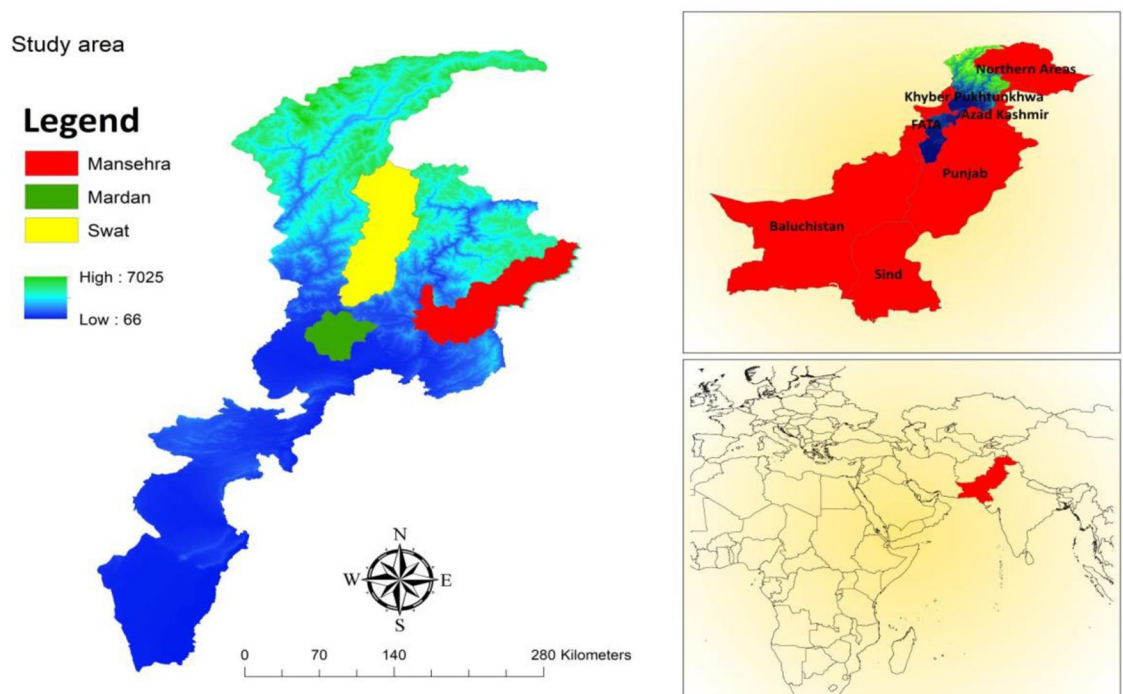 Study area
Legend
Mansehra
Mardan
Swat
High : 7025
Low : 66
N
W E
S
0 70 140 280 Kilometers
Northern Areas
Khyber Pukhtunkhwa
Azad Kashmir
FATA
Punjab
Baluchistan
Sind